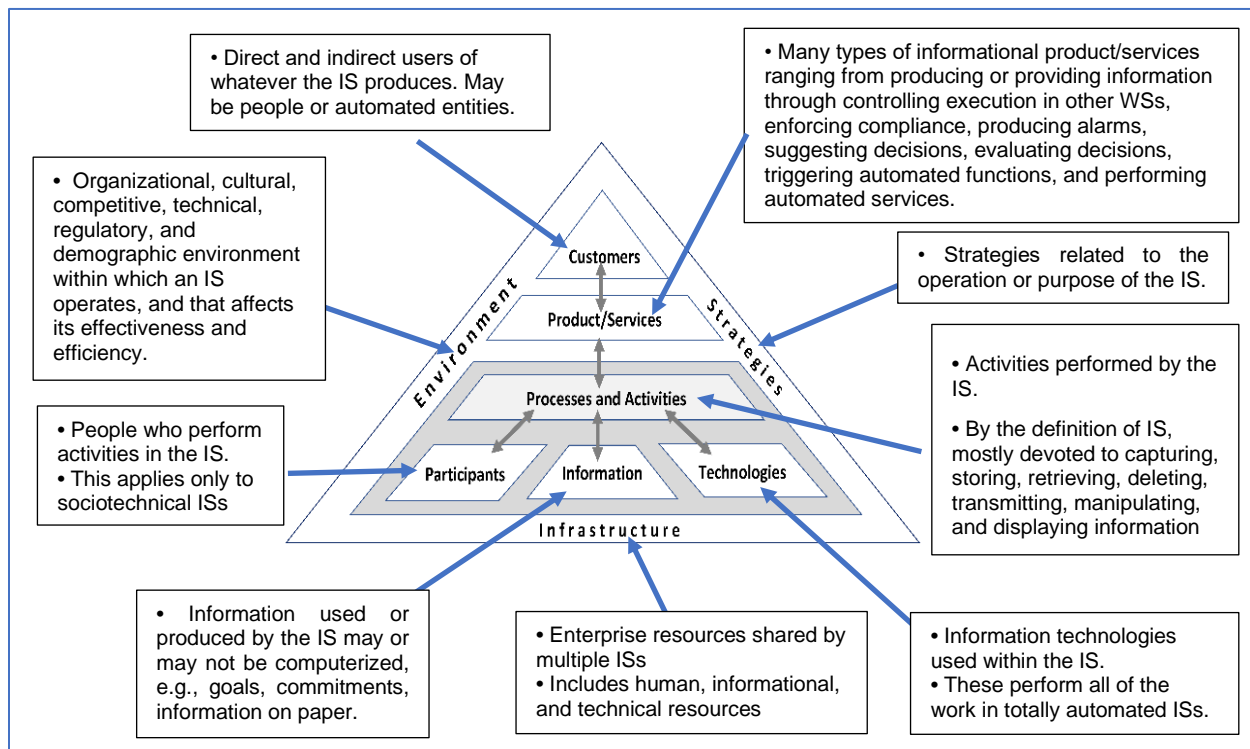 • Direct and indirect users of
whatever the IS produces. May
be people or automated entities.
• Many types of informational product/services
ranging from producing or providing information
through controlling execution in other WSs,
enforcing compliance, producing alarms,
suggesting decisions, evaluating decisions,
triggering automated functions, and performing
automated services.
• Organizational, cultural,
competitive, technical,
regulatory, and
demographic environment
within which an IS
operates, and that affects
its effectiveness and
efficiency.
• Strategies related to the
operation or purpose of the IS.
Customers
Product/Services
Environment
Strategies
Processes and Activities
Participants
Information
Technologies
Infrastructure
• Activities performed by the
IS.
• By the definition of IS,
mostly devoted to capturing,
storing, retrieving, deleting,
transmitting, manipulating,
and displaying information
• People who perform
activities in the IS.
• This applies only to
sociotechnical ISs
• Information used or
produced by the IS may or
may not be computerized,
e.g., goals, commitments,
information on paper.
• Enterprise resources shared by
multiple ISs
• Includes human, informational,
and technical resources
• Information technologies
used within the IS.
• These perform all of the
work in totally automated ISs.